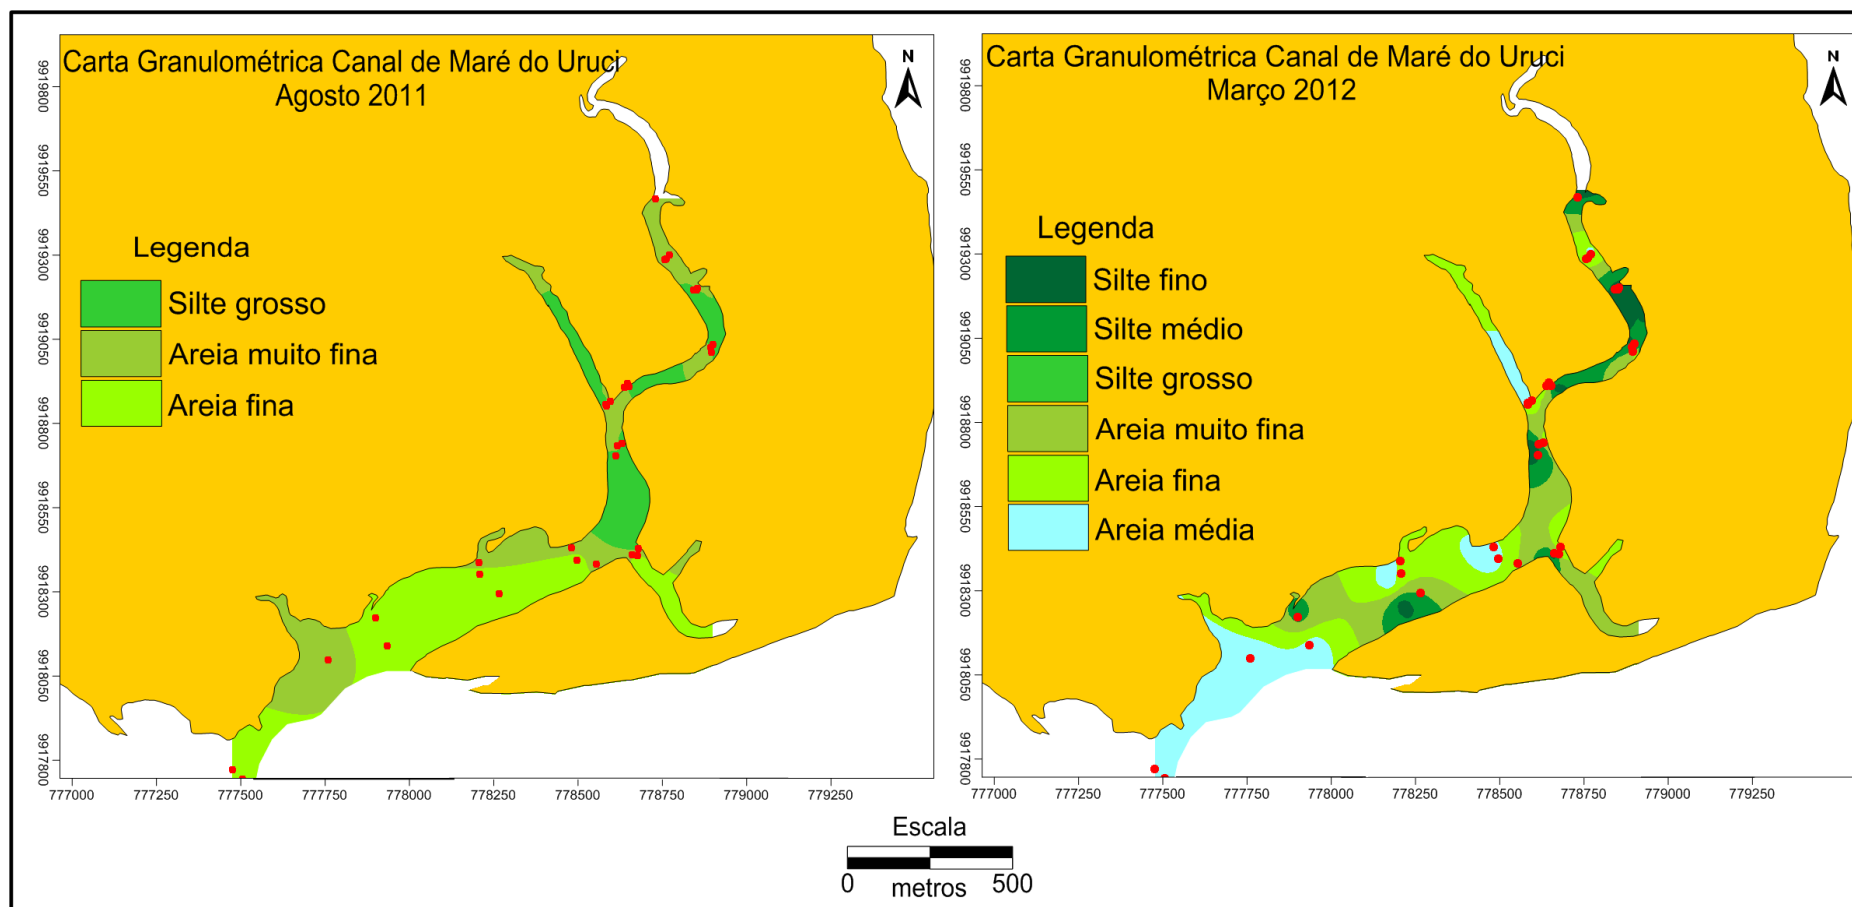 Carta Granulométrica Canal de Maré do Uruci
Agosto 2011
N
9919800
9919550
9919300
9919050
9918800
9918550
9918300
9918050
9917800
Legenda
Silte grosso
Areia muito fina
Areia fina
777000 777250 777500 777750 778000 778250 778500 778750 779000 779250
Carta Granulométrica Canal de Maré do Uruci
Março 2012
N
9919800
9919550
9919300
9919050
9918800
9918550
9918300
9918050
9917800
Legenda
Silte fino
Silte médio
Silte grosso
Areia muito fina
Areia fina
Areia média
777000 777250 777500 777750 778000 778250 778500 778750 779000 779250
Escala
0 metros 500